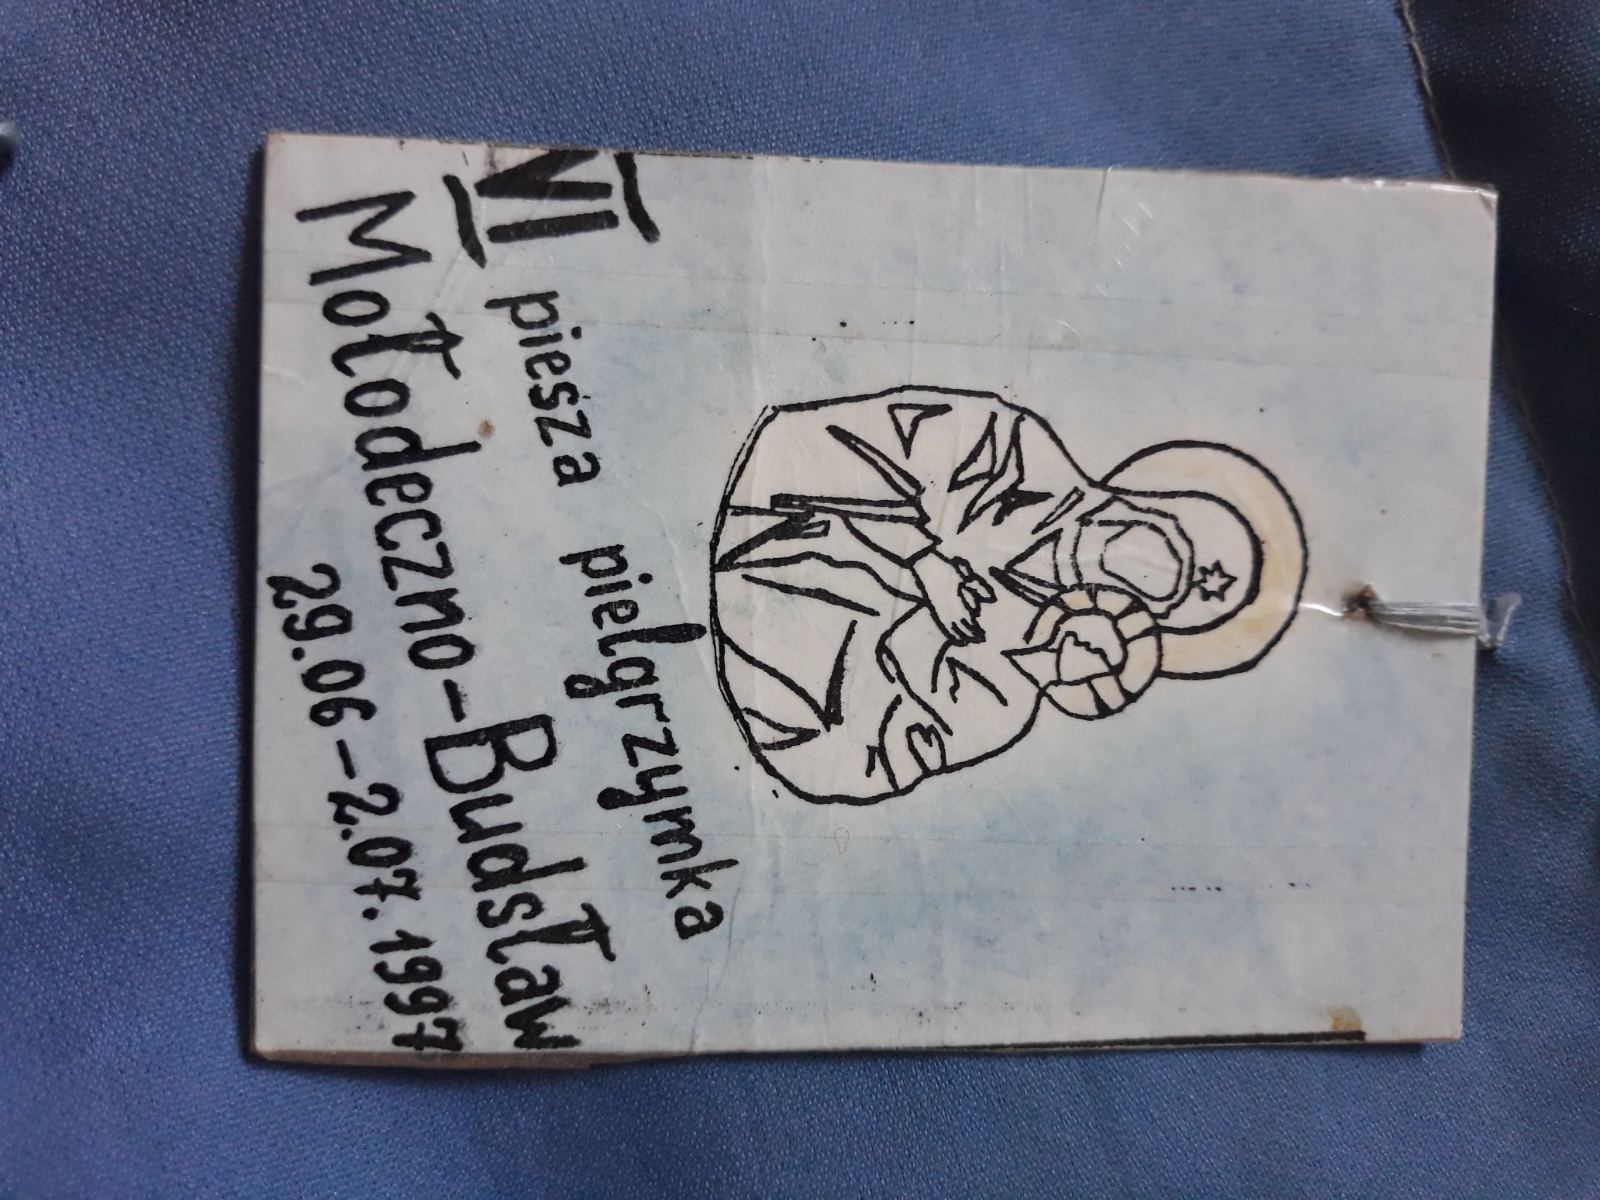 VI piesza pielgrzymka
Mołodeczno-Budsław
29.06-2.07.1997